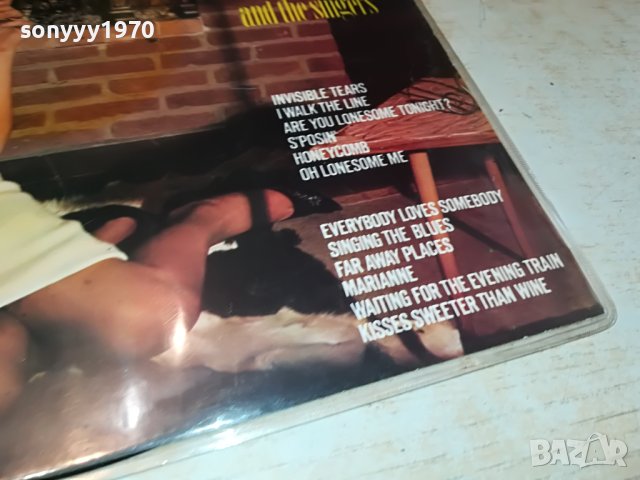 sonyyy1970
and the singers
INVISIBLE TEARS
I WALK THE LINE
ARE YOU LONESOME TONIGHT?
S'POSIN'
HONEYCOMB
OH LONESOME ME
EVERYBODY LOVES SOMEBODY
SINGING THE BLUES
FAR AWAY PLACES
MARIANNE
WAITING FOR THE EVENING TRAIN
KISSES SWEETER THAN WINE
BAZAR